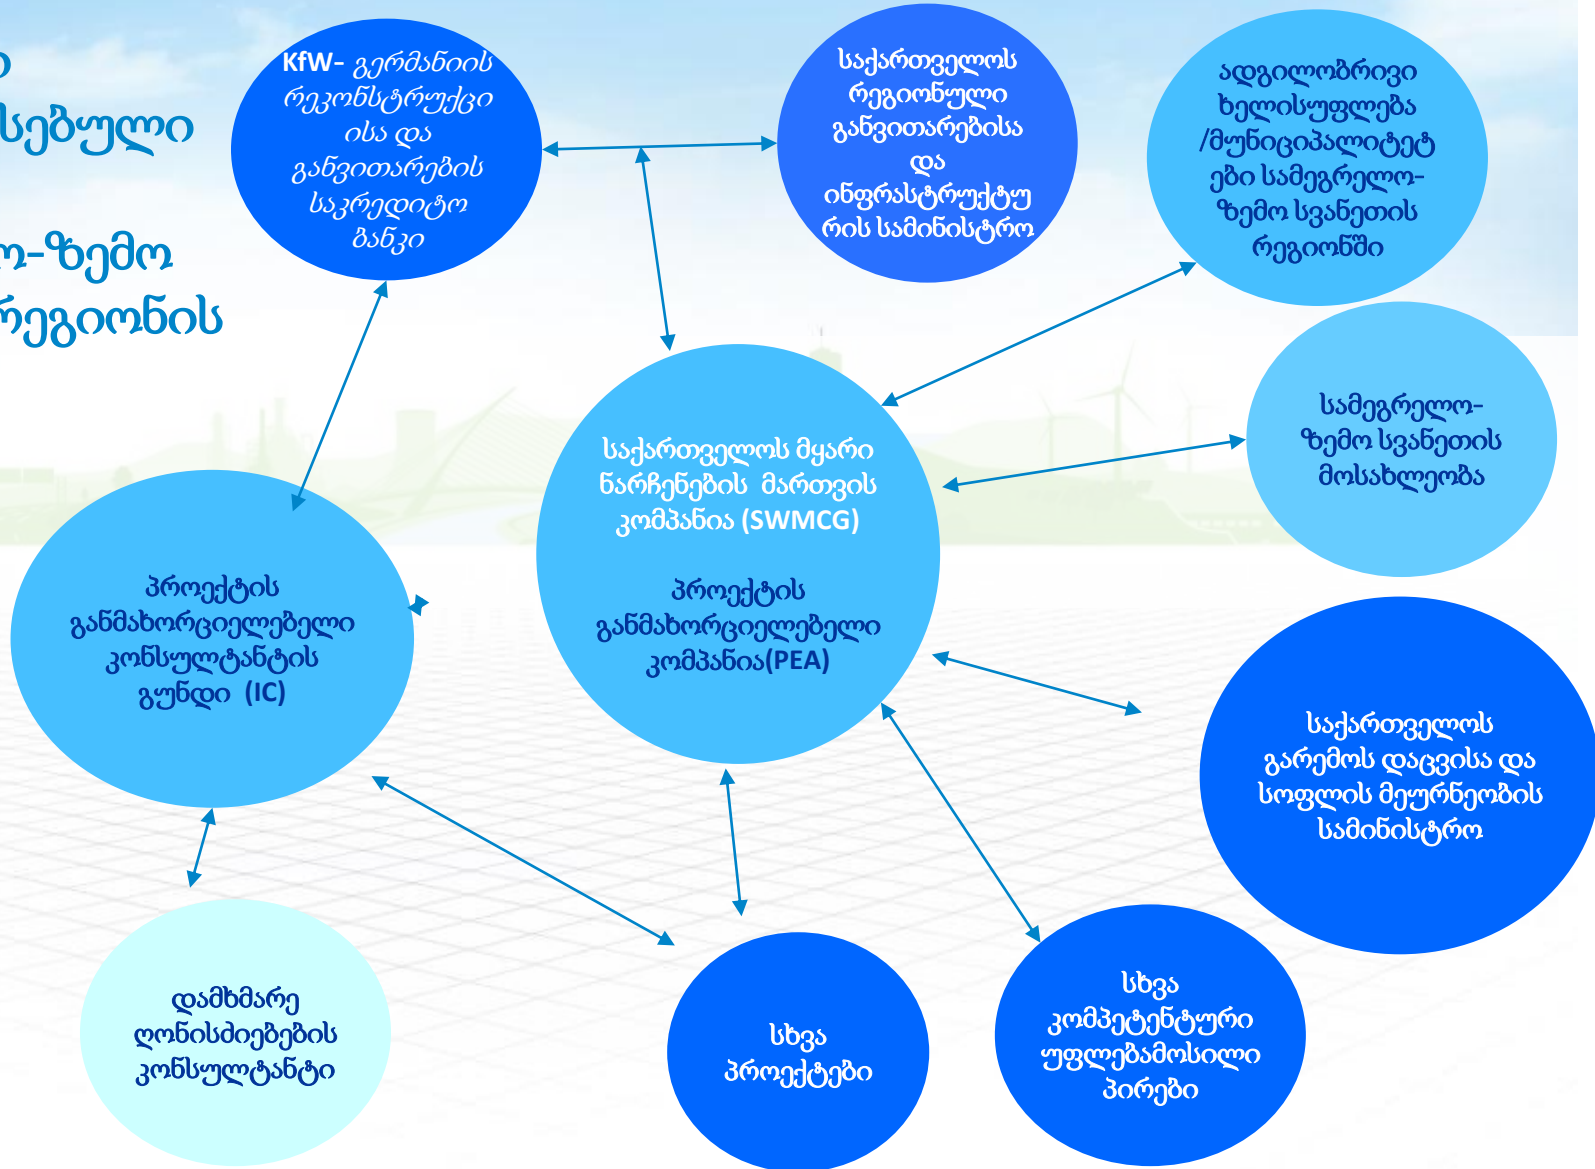 სებული
ო-ზემო
რეგიონის
KfW- გერმანიის
რეკონსტრუქცი
ისა და
განვითარების
საკრედიტო
ბანკი
საქართველოს
რეგიონული
განვითარებისა
და
ინფრასტრუქტუ
რის სამინისტრო
ადგილობრივი
ხელისუფლება
/მუნიციპალიტეტ
ები სამეგრელო-
ზემო სვანეთის
რეგიონში
სამეგრელო-
ზემო სვანეთის
მოსახლეობა
საქართველოს მყარი
ნარჩენების მართვის
კომპანია (SWMCG)
პროექტის
განმახორციელებელი
კომპანია(PEA)
პროექტის
განმახორციელებელი
კონსულტანტის
გუნდი (IC)
საქართველოს
გარემოს დაცვისა და
სოფლის მეურნეობის
სამინისტრო
დამხმარე
ღონისძიებების
კონსულტანტი
სხვა
პროექტები
სხვა
კომპეტენტური
უფლებამოსილი
პირები